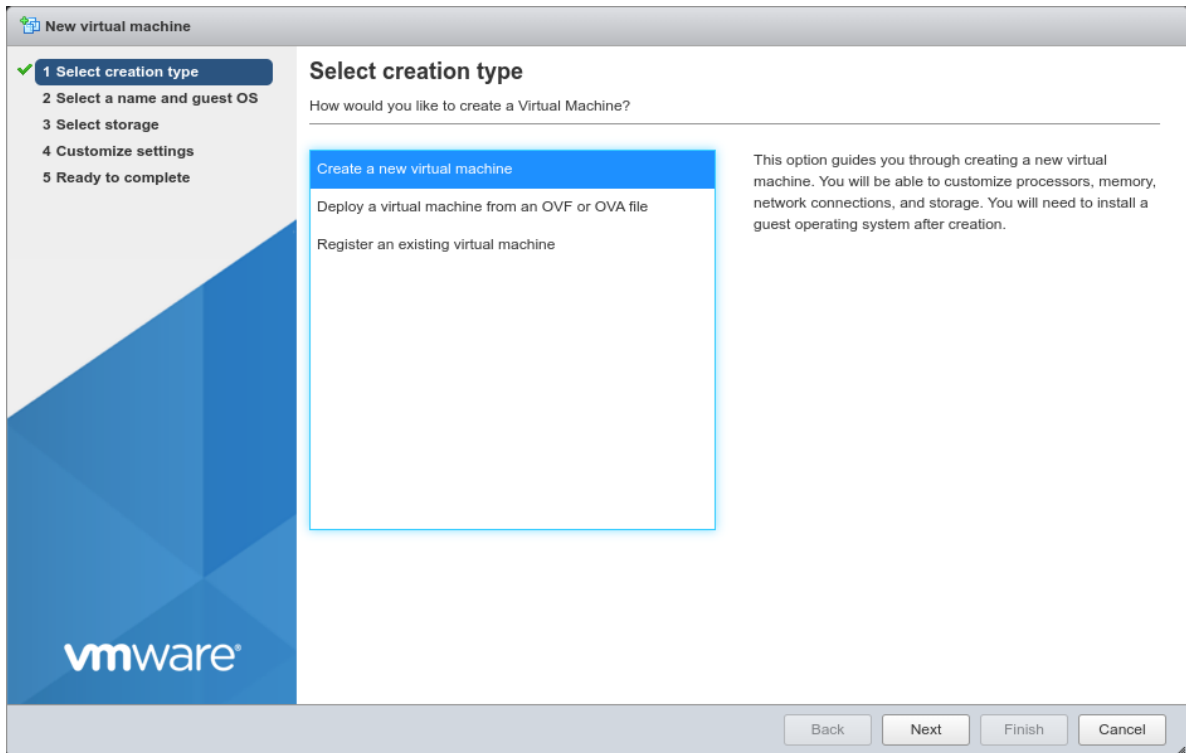 New virtual machine
1 Select creation type
2 Select a name and guest OS
3 Select storage
4 Customize settings
5 Ready to complete
vmware®
Select creation type
How would you like to create a Virtual Machine?
Create a new virtual machine
Deploy a virtual machine from an OVF or OVA file
Register an existing virtual machine
This option guides you through creating a new virtual
machine. You will be able to customize processors, memory,
network connections, and storage. You will need to install a
guest operating system after creation.
Back
Next
Finish
Cancel